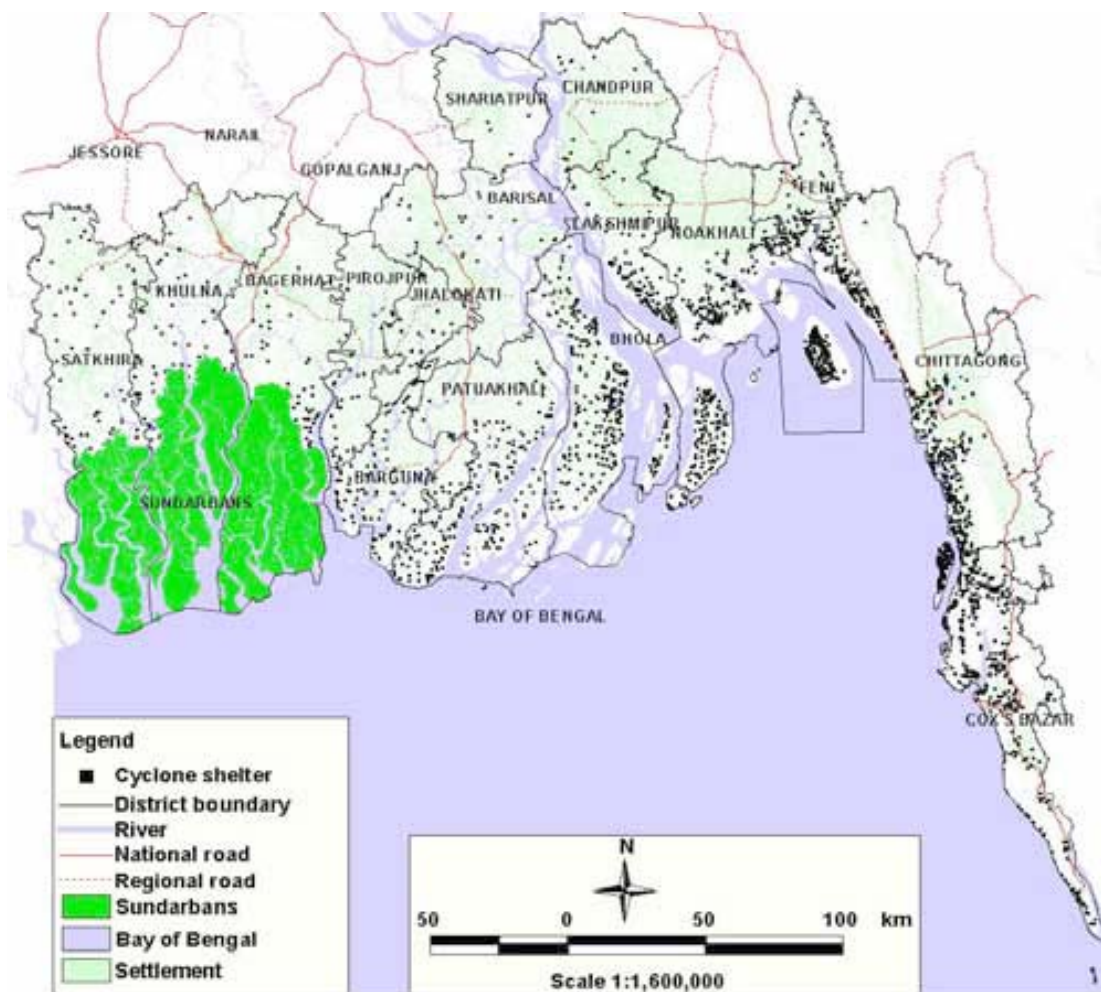 CHANDPUR
SHARIATPUR
NARAIL
JESSORE
GOPALGANJ
FENI
BARISAL
LAKSHMIPUR
NOAKHALI
BAGERHAT
PIROJPUR
KHULNA
JHALOKATI
BHOLA
SATKHIRA
CHITTAGONG
PATUAKHALI
BARGUNA
SUNDARBANS
BAY OF BENGAL
COX'S BAZAR
Legend
Cyclone shelter
District boundary
River
National road
Regional road
Sundarbans
Bay of Bengal
Settlement
N
50 0 50 100 km
Scale 1:1,600,000